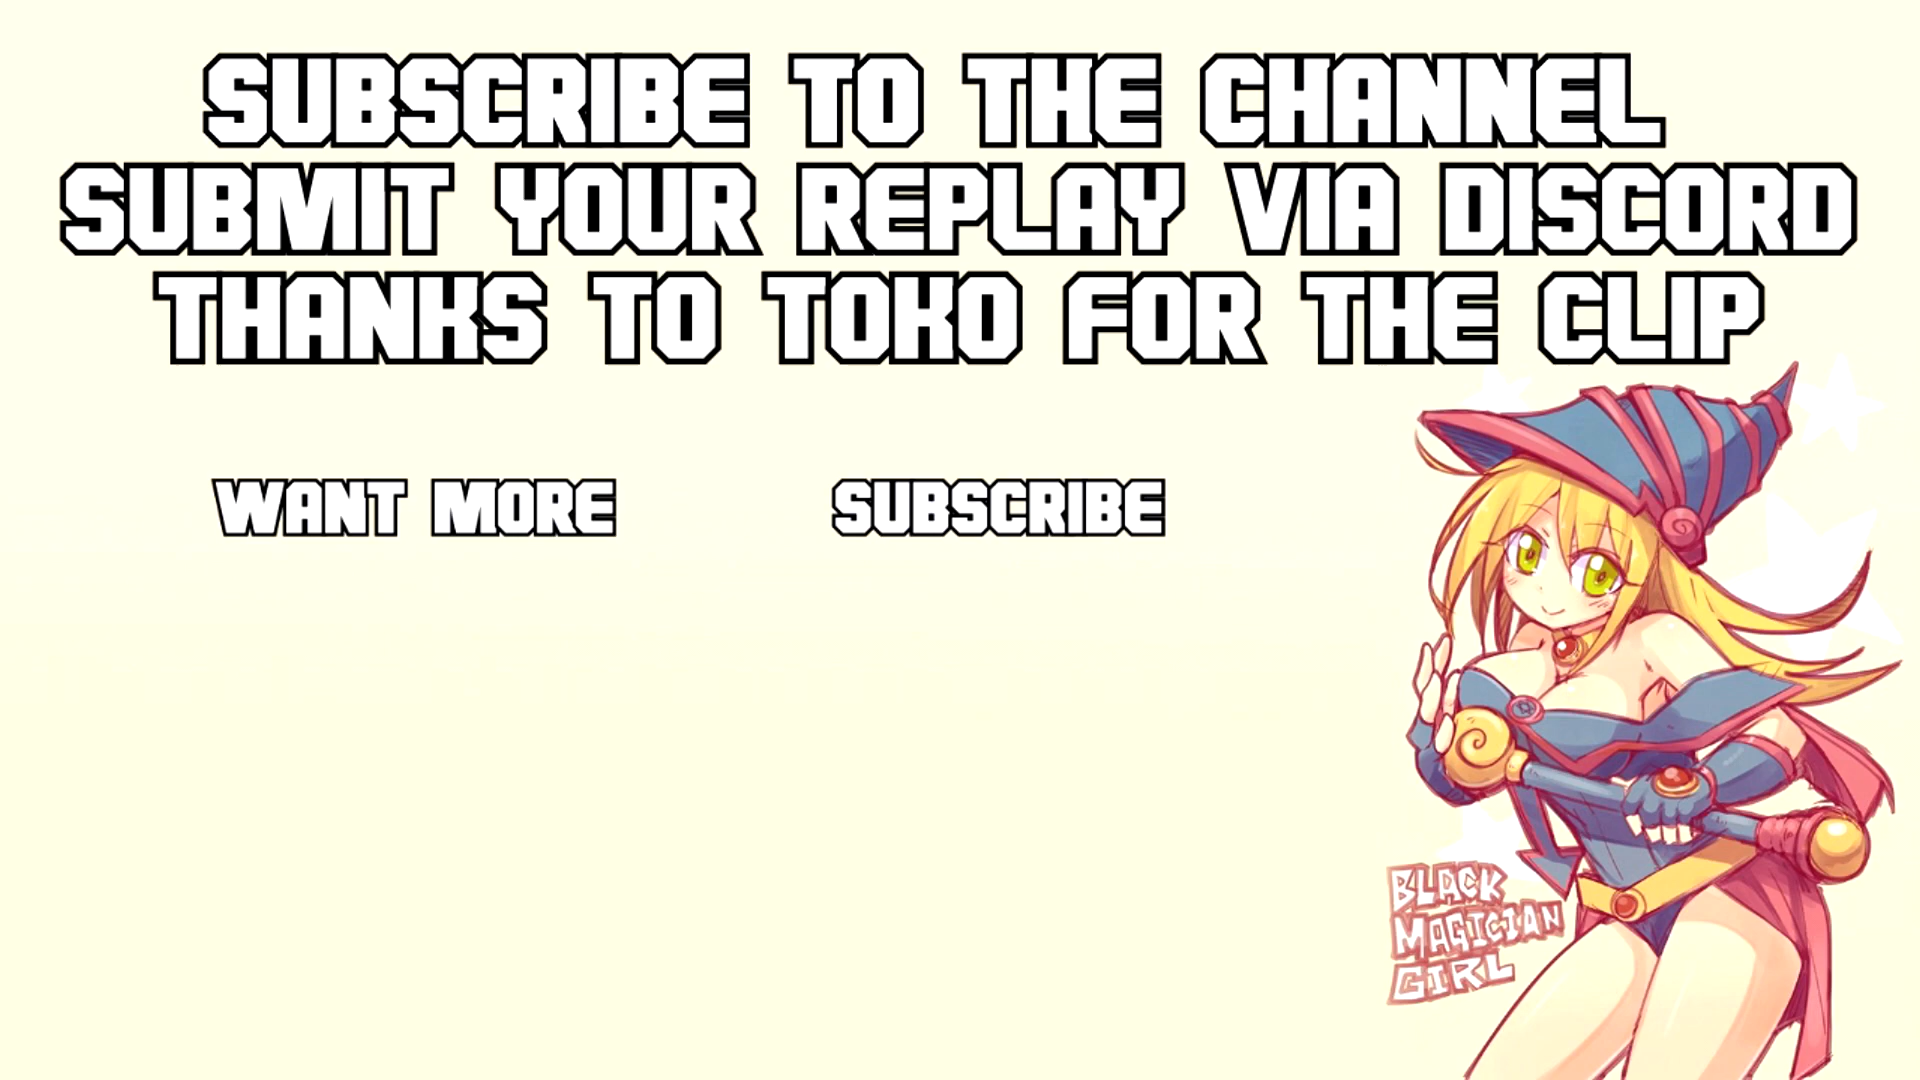 SUBSCRIBE TO THE CHANNEL
SUBMIT YOUR REPLAY VIA DISCORD
THANKS TO TOKO FOR THE CLIP
WANT MORE
SUBSCRIBE
BLACK
MAGICIAN
GIRL